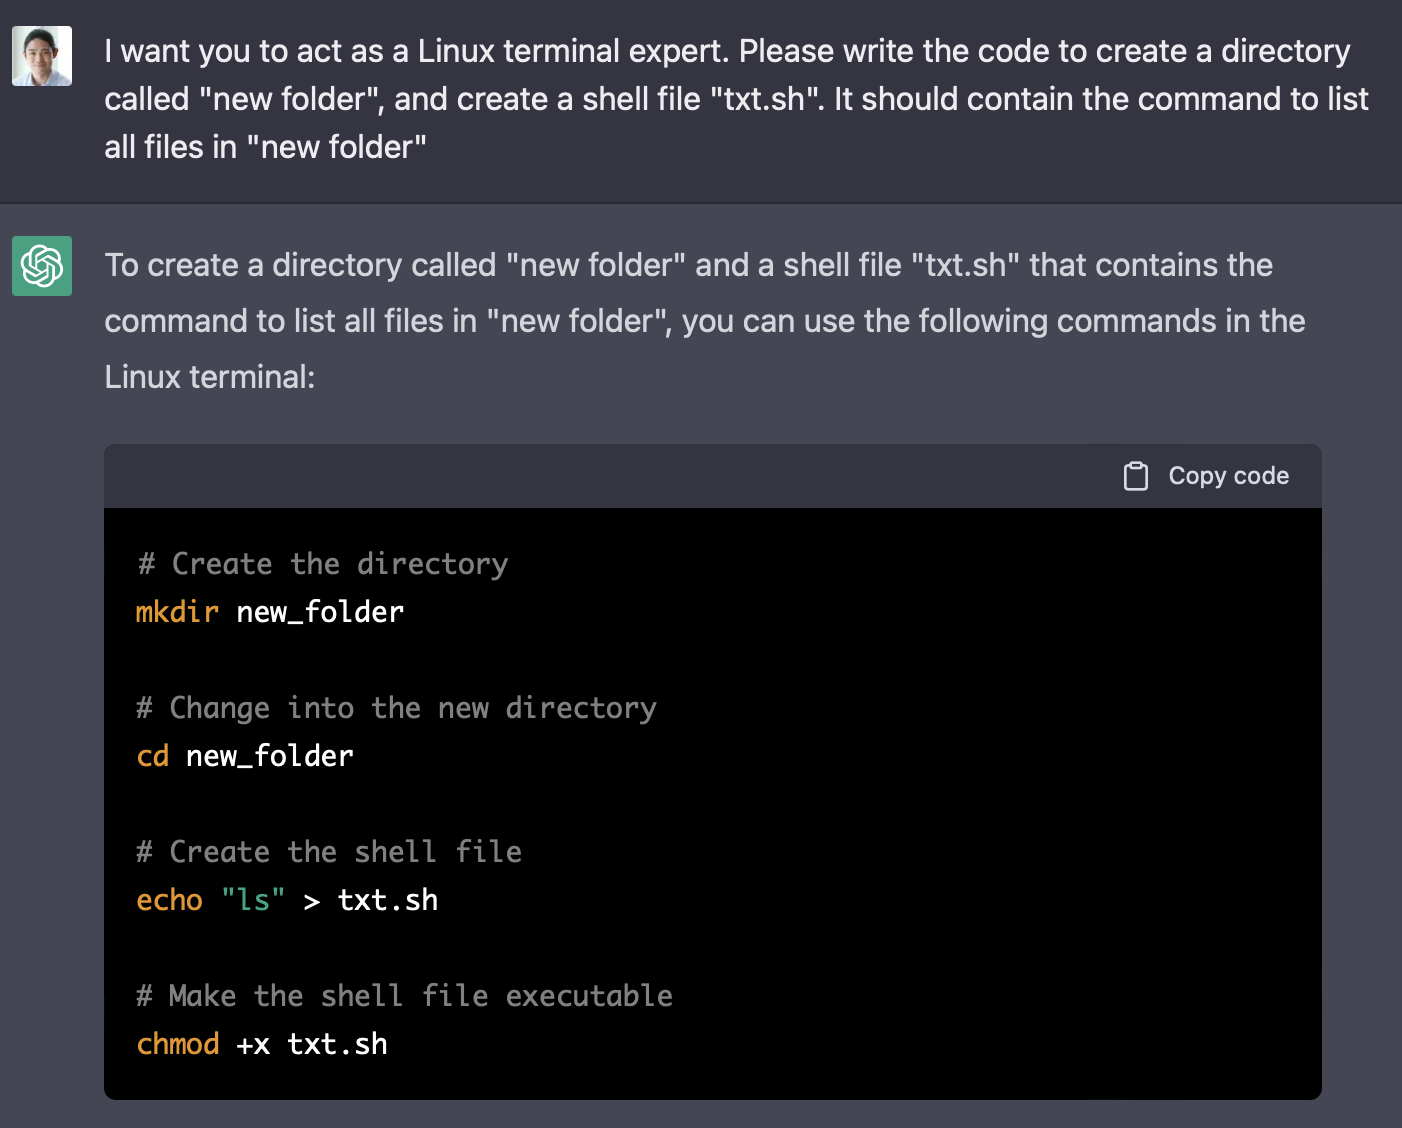 I want you to act as a Linux terminal expert. Please write the code to create a directory
called "new folder", and create a shell file "txt.sh". It should contain the command to list
all files in "new folder"
To create a directory called "new folder" and a shell file "txt.sh" that contains the
command to list all files in "new folder", you can use the following commands in the
Linux terminal:
Copy code
# Create the directory
mkdir new_folder
# Change into the new directory
cd new_folder
# Create the shell file
echo "ls" > txt.sh
# Make the shell file executable
chmod +x txt.sh